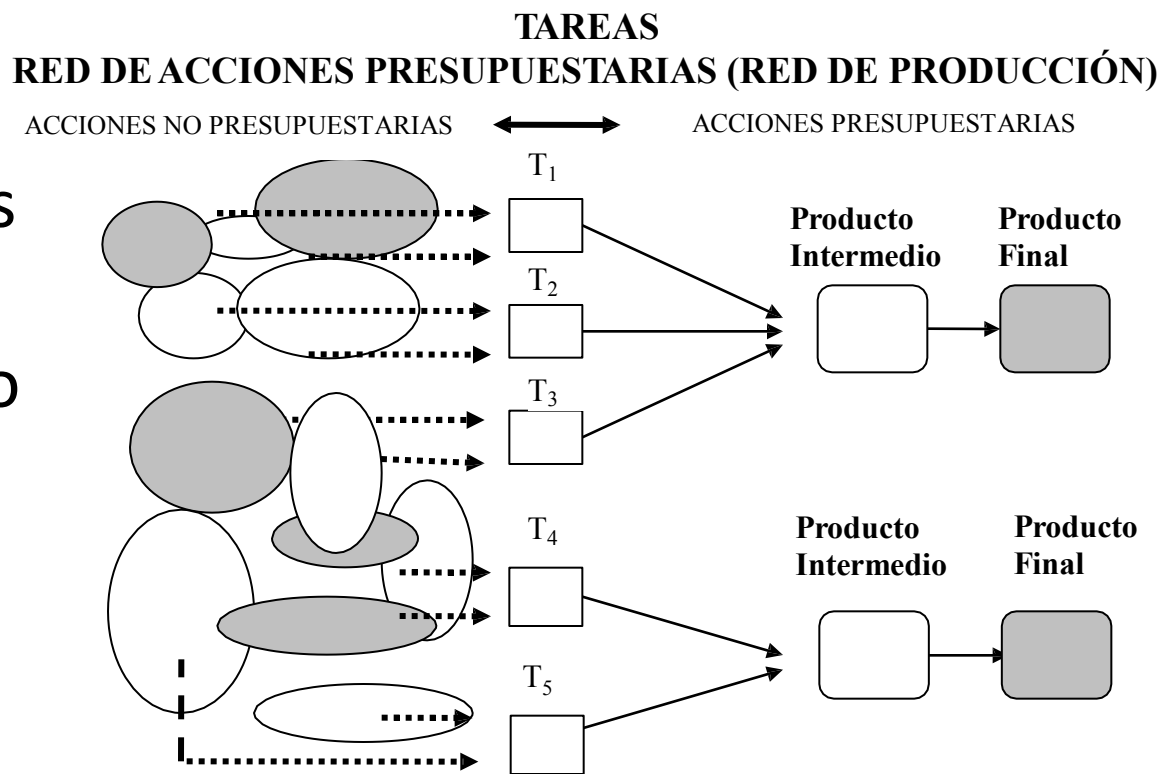 TAREAS
RED DE ACCIONES PRESUPUESTARIAS (RED DE PRODUCCIÓN)
ACCIONES NO PRESUPUESTARIAS
ACCIONES PRESUPUESTARIAS
s
T₁
Producto
Intermedio
Producto
Final
T₂
o
T₃
T₄
Producto
Intermedio
Producto
Final
T₅